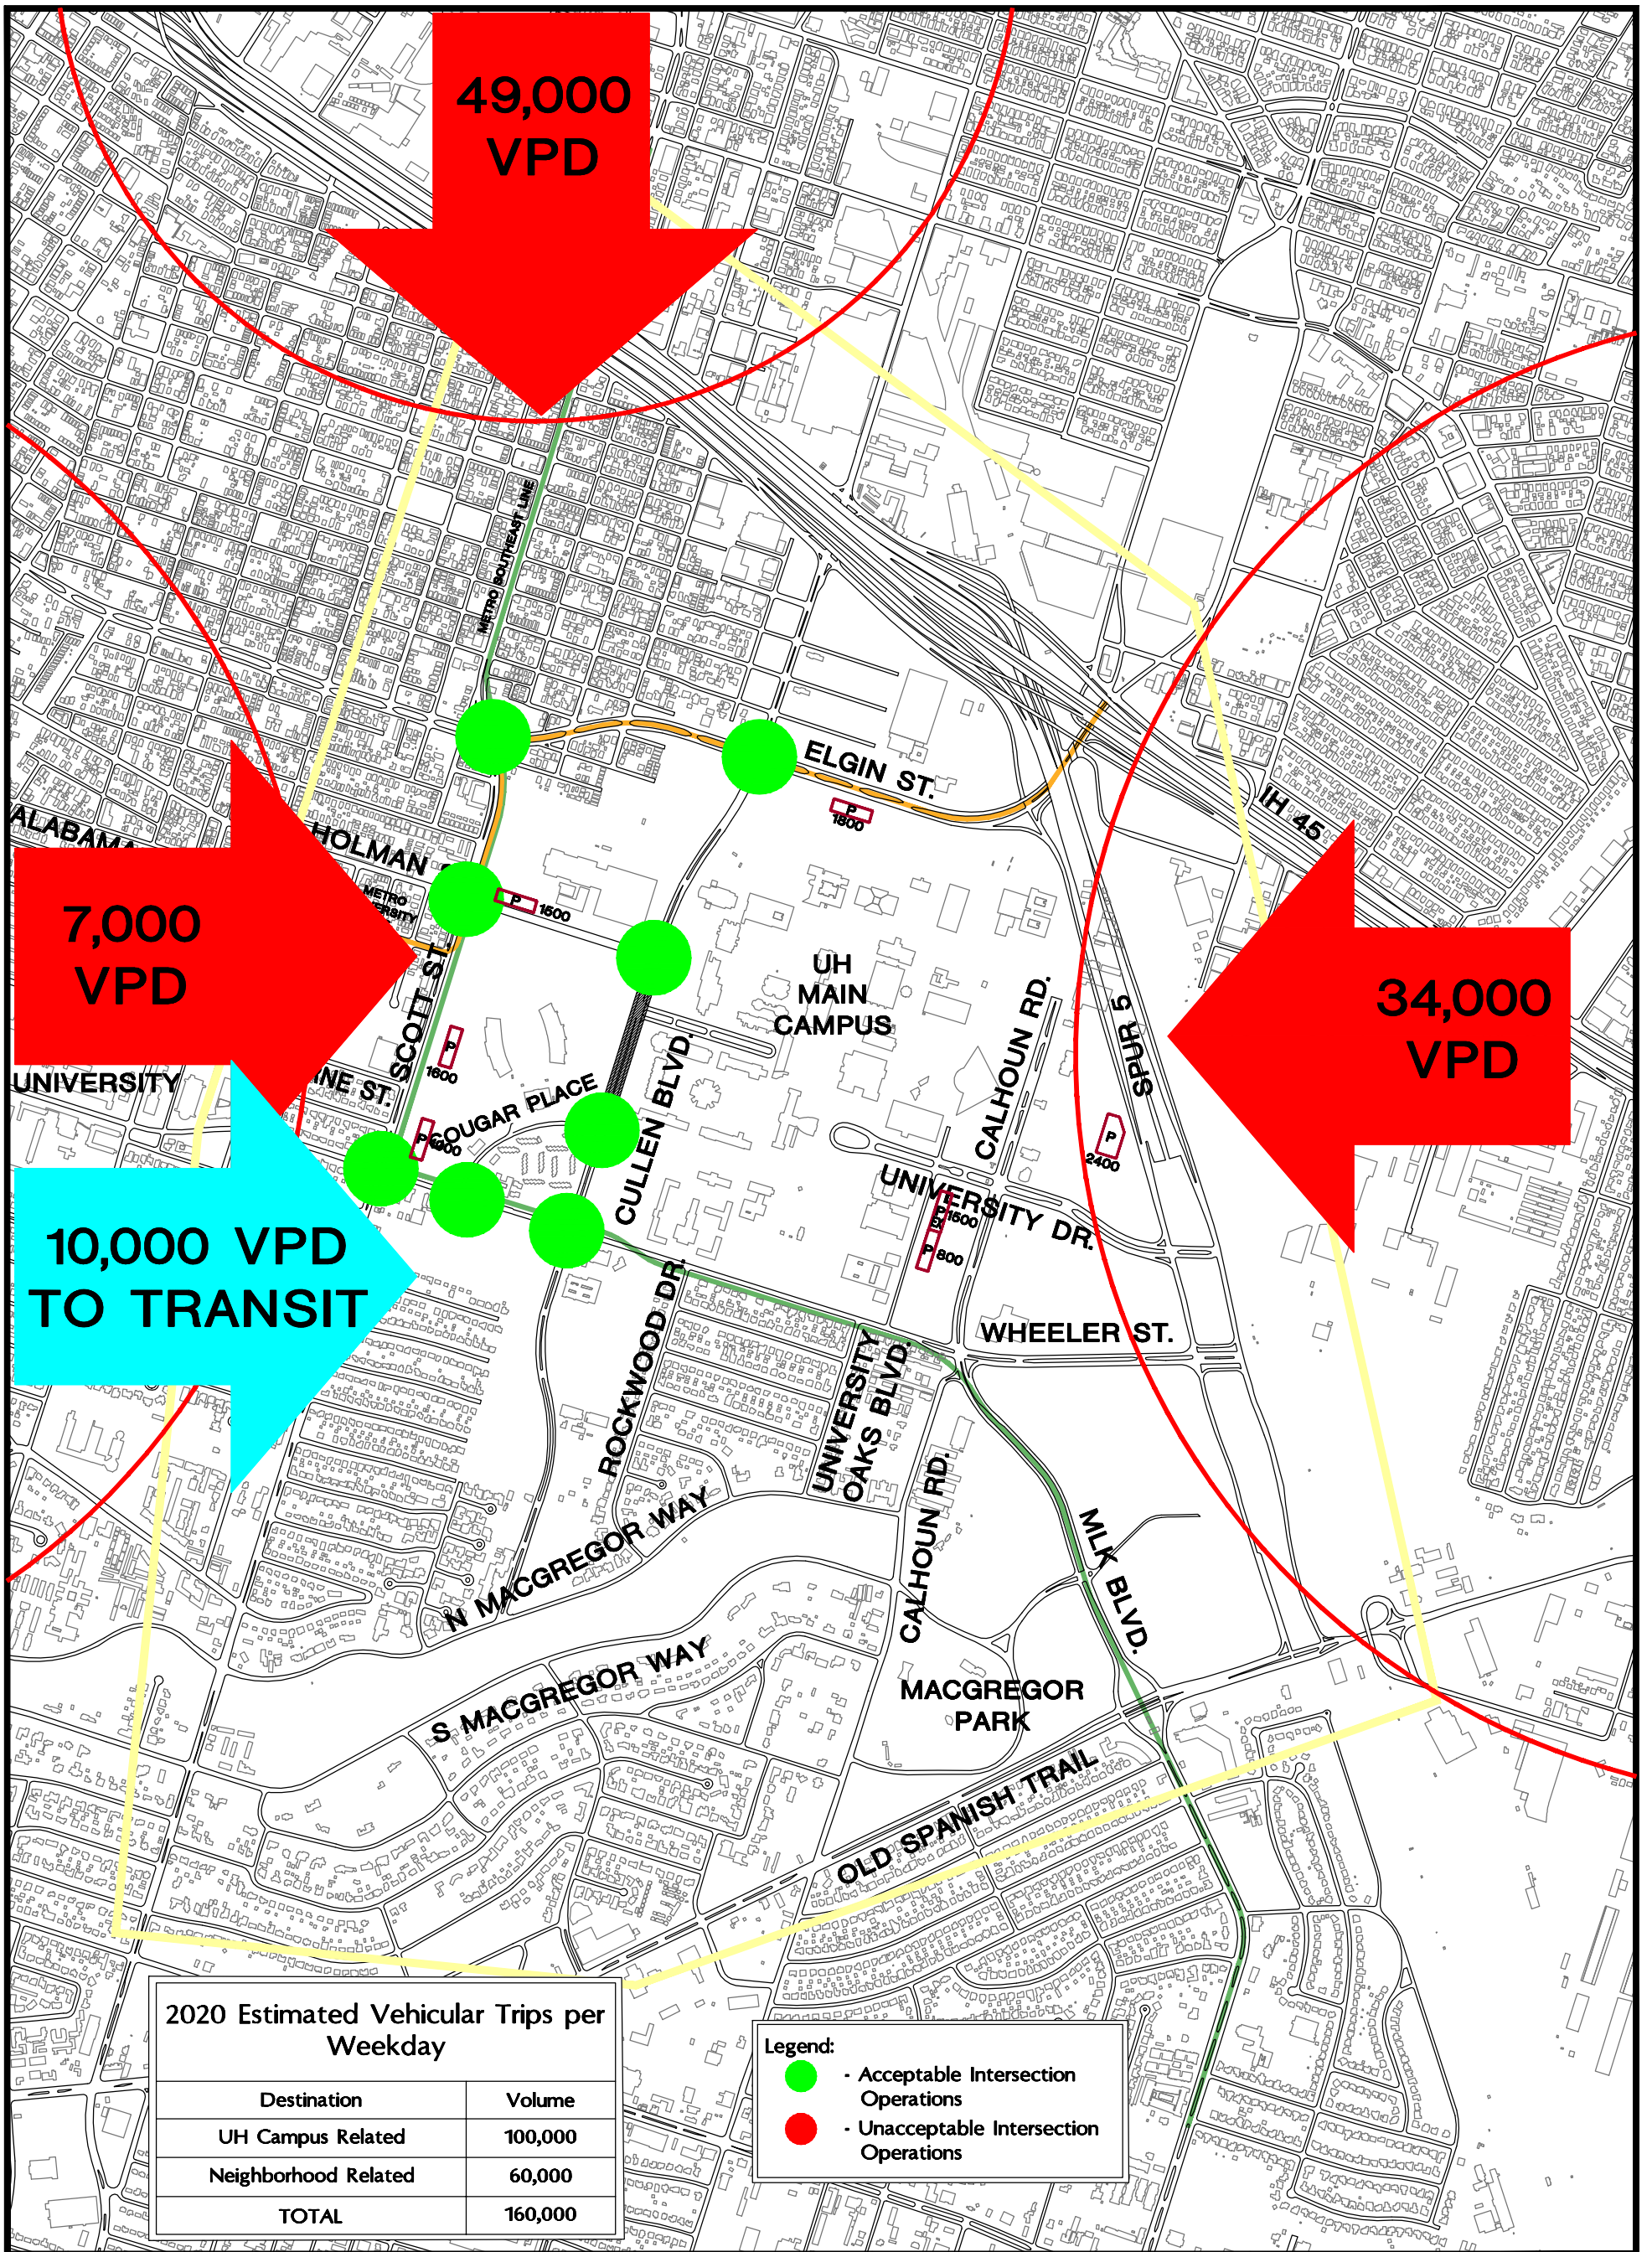 49,000
VPD
METRO SOUTHEAST LINE
ELGIN ST.
P
1800
IH 45
ALABAMA
HOLMAN
METRO
P 1500
7,000
VPD
UH
MAIN
CAMPUS
34,000
VPD
SCOTT ST.
CALHOUN RD.
SPUR 5
P
1600
UNIVERSITY
ST.
COUGAR PLACE
CULLEN BLVD.
P
P
2400
UNIVERSITY DR.
P 1500
P 800
10,000 VPD
TO TRANSIT
ROCKWOOD DR.
WHEELER ST.
UNIVERSITY
OAKS BLVD.
N MACGREGOR WAY
CALHOUN RD.
MLK BLVD.
S MACGREGOR WAY
MACGREGOR
PARK
OLD SPANISH TRAIL
2020 Estimated Vehicular Trips per
Weekday
Destination Volume
UH Campus Related 100,000
Neighborhood Related 60,000
TOTAL 160,000
Legend:
- Acceptable Intersection
Operations
- Unacceptable Intersection
Operations